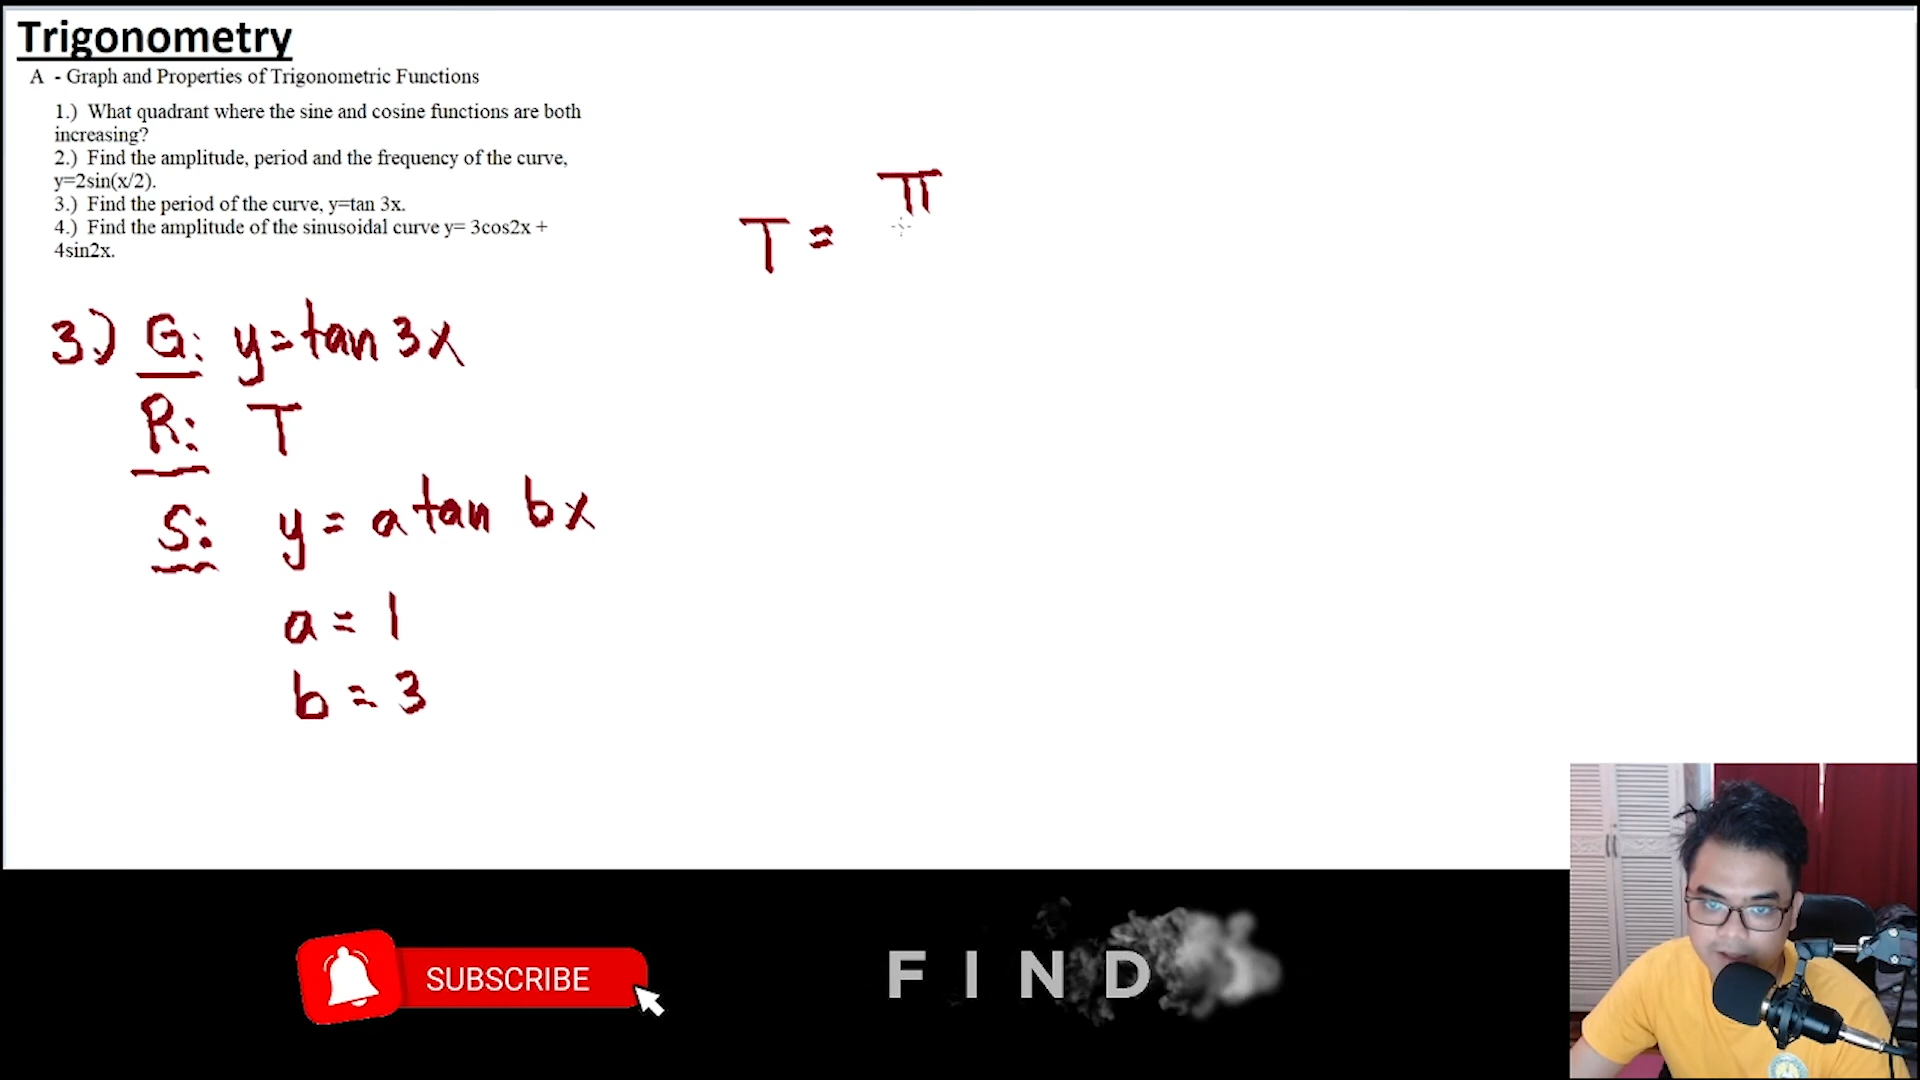 Trigonometry
A - Graph and Properties of Trigonometric Functions
1.) What quadrant where the sine and cosine functions are both
increasing?
2.) Find the amplitude, period and the frequency of the curve,
y=2sin(x/2).
3.) Find the period of the curve, y=tan 3x.
4.) Find the amplitude of the sinusoidal curve y= 3cos2x +
4sin2x.
3.) G: y=tan 3x
R: T
S: y = a tan bx
a = 1
b = 3
T = π
SUBSCRIBE
FIND